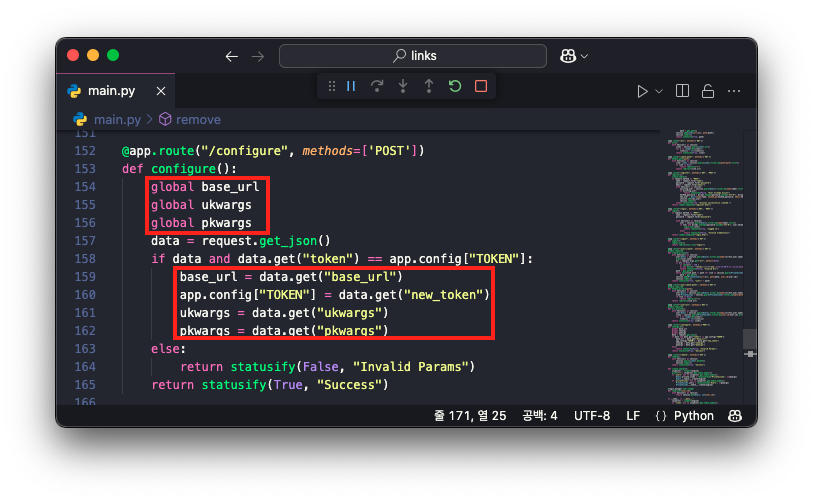 links
main.py
main.py > remove
151
152 @app.route("/configure", methods=['POST'])
153 def configure():
154 global base_url
155 global ukwargs
156 global pkwargs
157 data = request.get_json()
158 if data and data.get("token") == app.config["TOKEN"]:
159 base_url = data.get("base_url")
160 app.config["TOKEN"] = data.get("new_token")
161 ukwargs = data.get("ukwargs")
162 pkwargs = data.get("pkwargs")
163 else:
164 return statusify(False, "Invalid Params")
165 return statusify(True, "Success")
166
줄 171, 열 25 공백: 4 UTF-8 LF {} Python